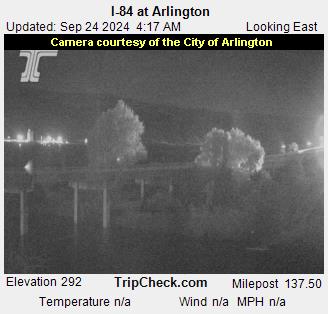 I-84 at Arlington
Updated: Sep 24 2024 4:17 AM Looking East
Camera courtesy of the City of Arlington
Elevation 292 TripCheck.com Milepost 137.50
Temperature n/a Wind n/a MPH n/a